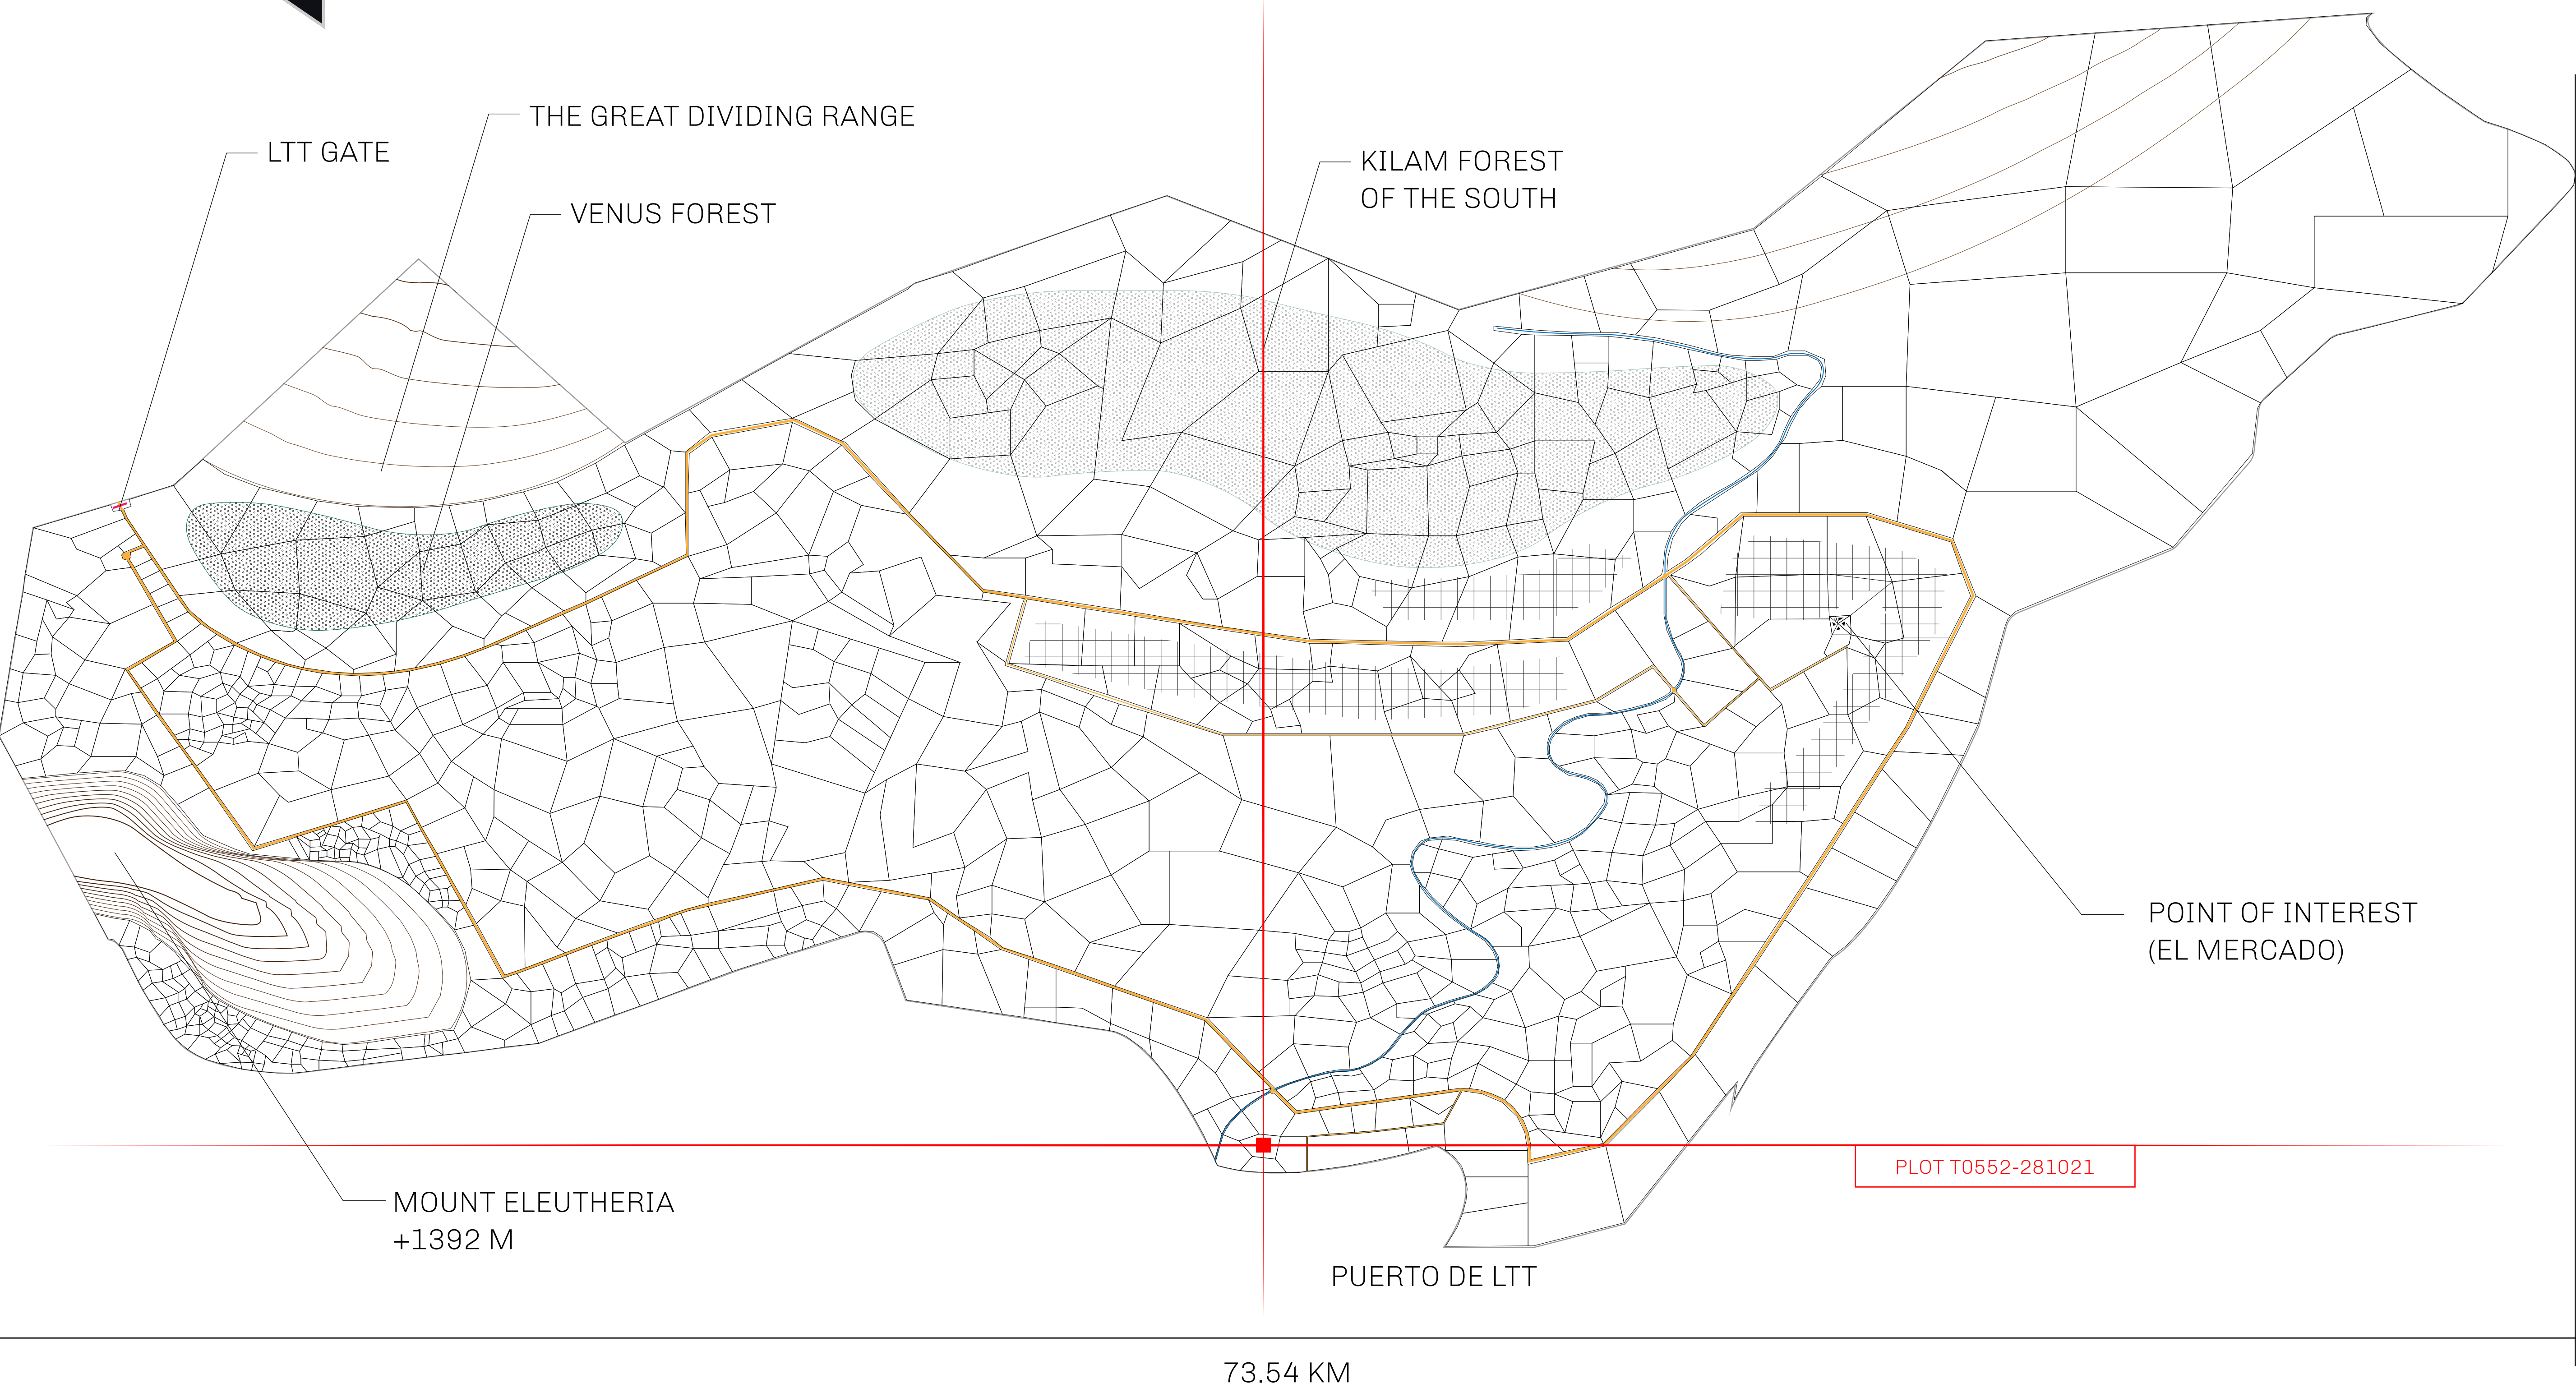 THE GREAT DIVIDING RANGE
LTT GATE
KILAM FOREST
OF THE SOUTH
VENUS FOREST
POINT OF INTEREST
(EL MERCADO)
PLOT T0552-281021
MOUNT ELEUTHERIA
+1392 M
PUERTO DE LTT
73.54 KM